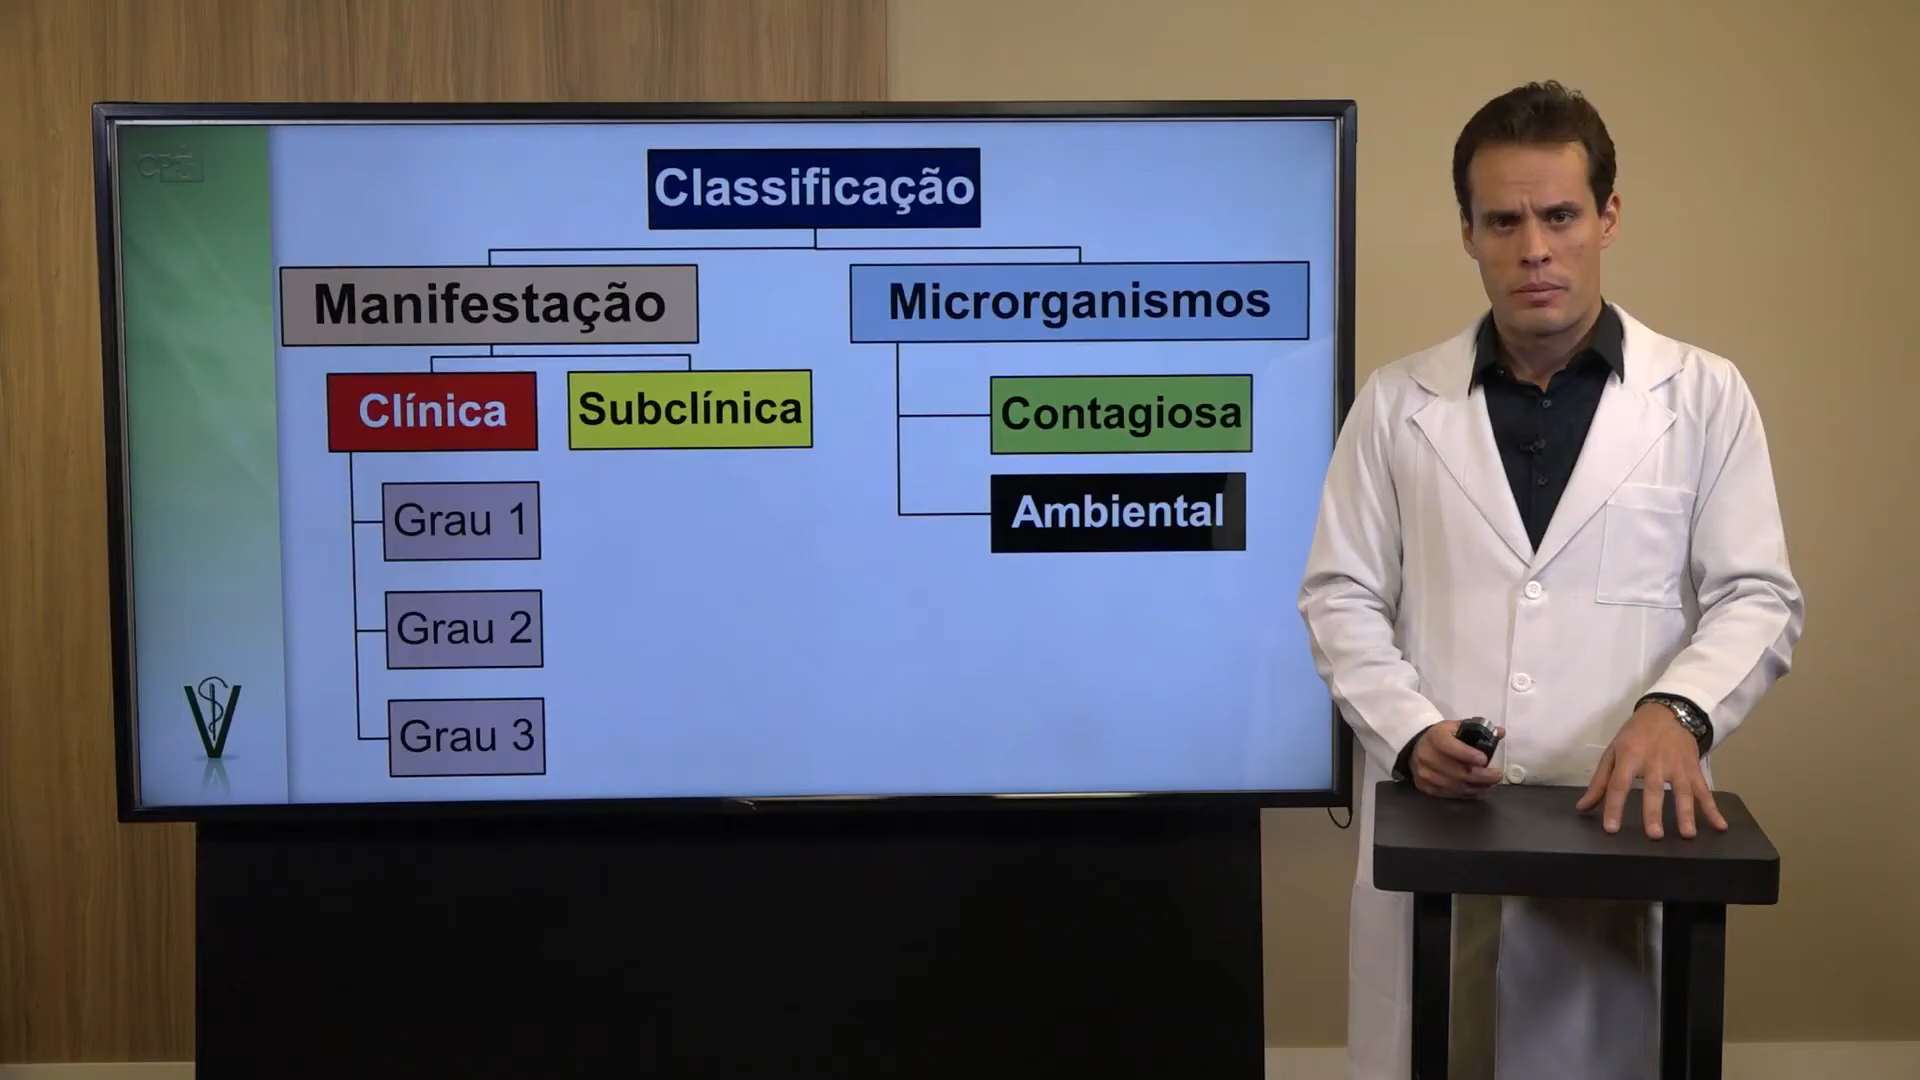 Classificação
Manifestação
Microrganismos
Clínica
Subclínica
Contagiosa
Ambiental
Grau 1
Grau 2
Grau 3